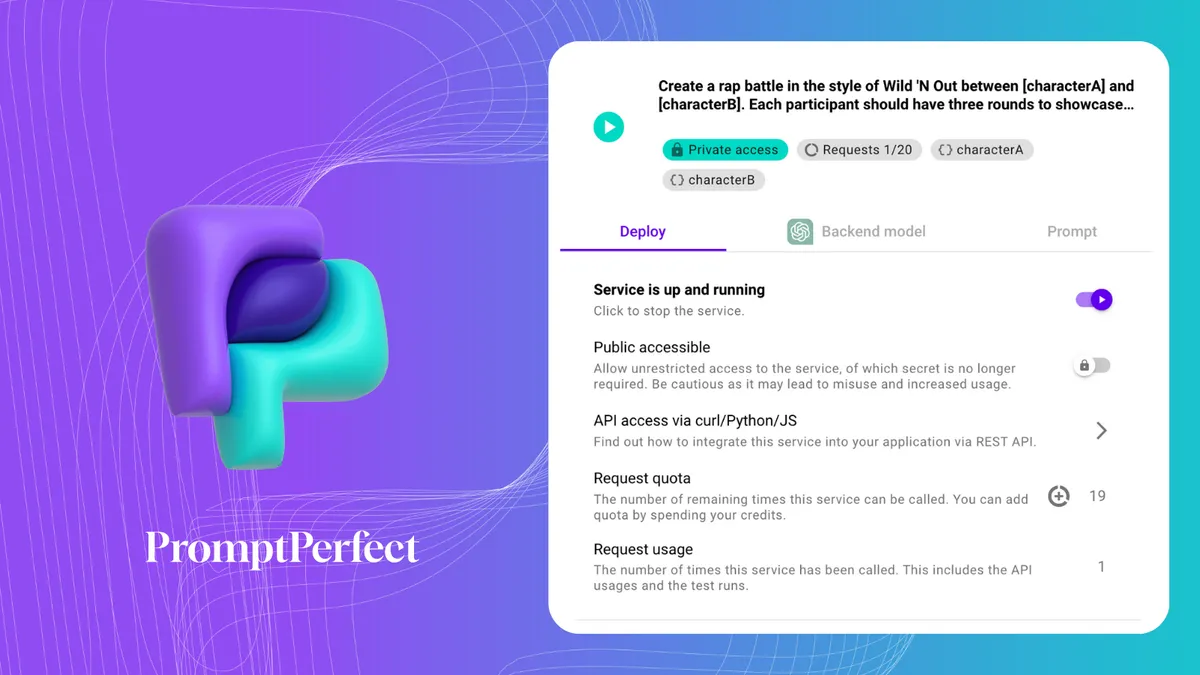 Create a rap battle in the style of Wild 'N Out between [characterA] and
[characterB]. Each participant should have three rounds to showcase...
Private access
Requests 1/20
characterA
characterB
Deploy
Backend model
Prompt
Service is up and running
Click to stop the service.
Public accessible
Allow unrestricted access to the service, of which secret is no longer
required. Be cautious as it may lead to misuse and increased usage.
API access via curl/Python/JS
Find out how to integrate this service into your application via REST API.
Request quota
The number of remaining times this service can be called. You can add
quota by spending your credits.
19
Request usage
The number of times this service has been called. This includes the API
usages and the test runs.
1
PromptPerfect